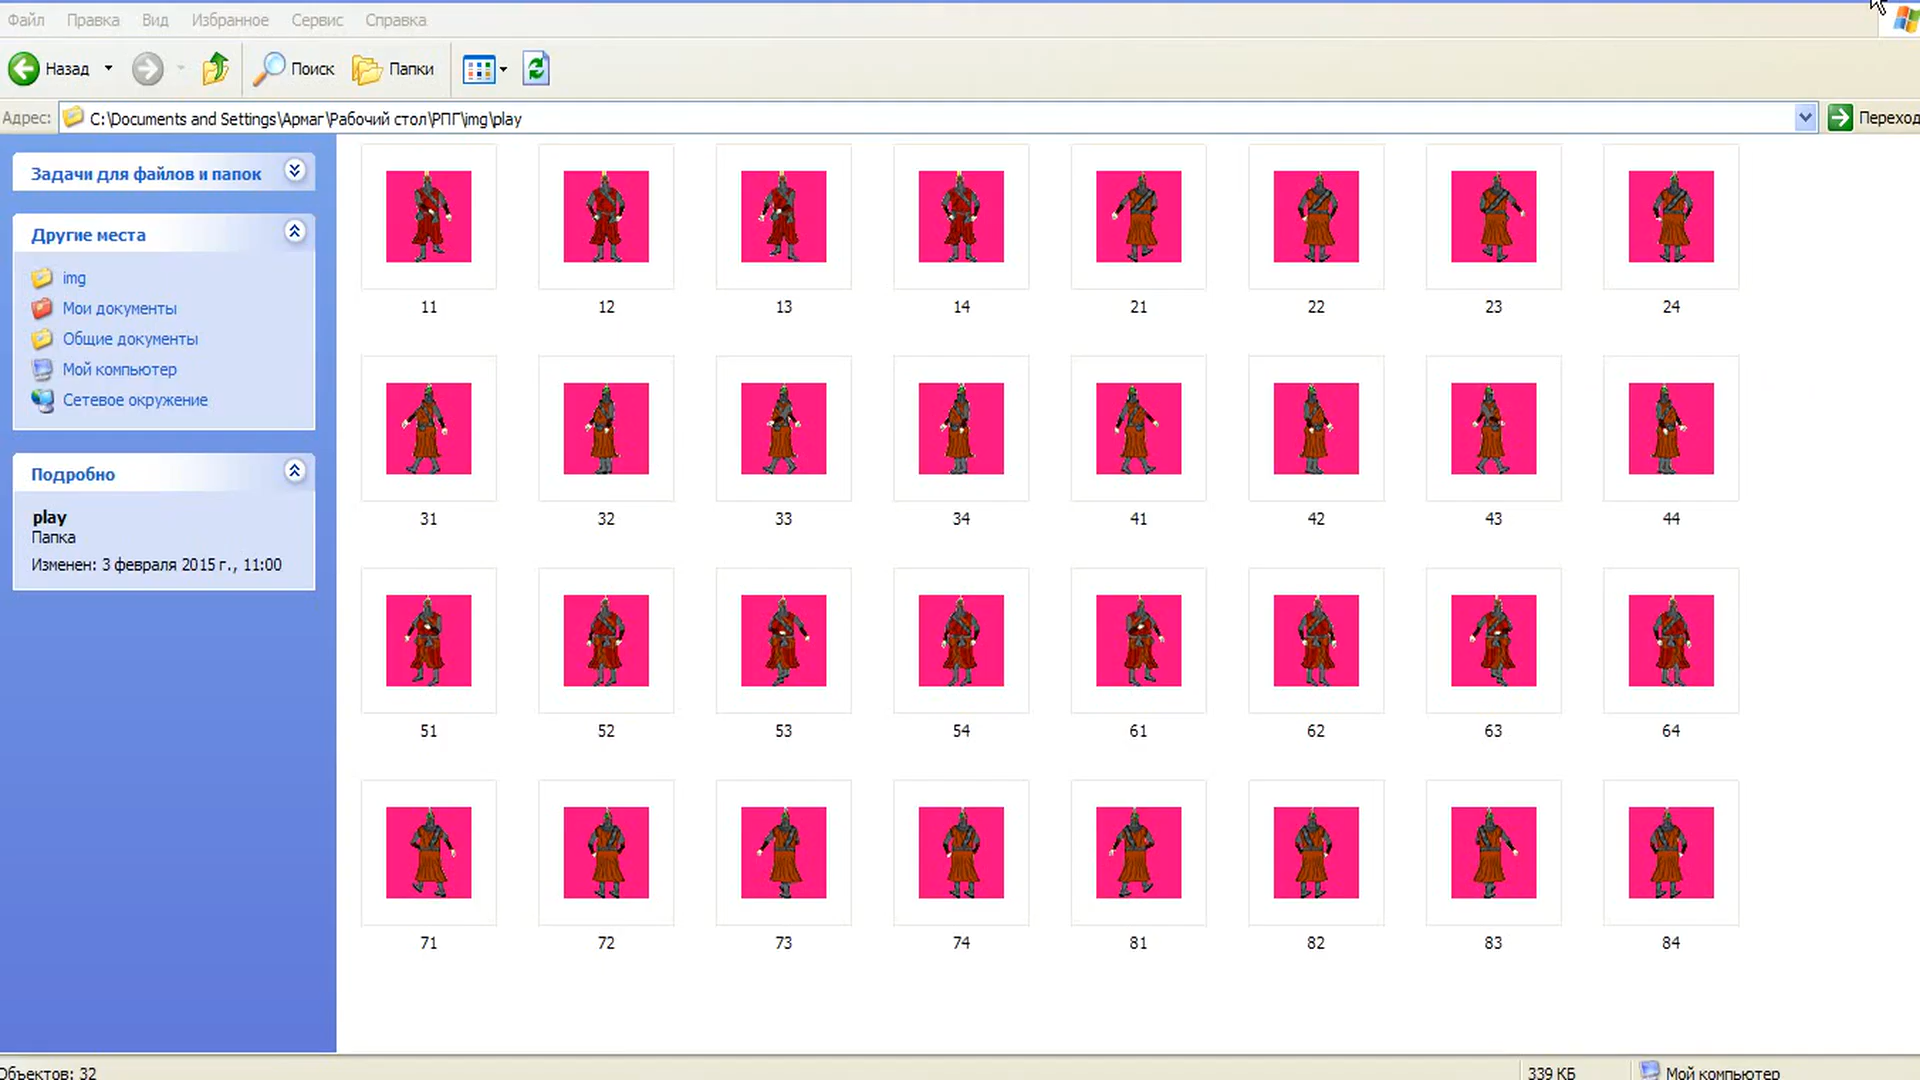 Файл Правка Вид Избранное Сервис Справка
Назад Поиск Папки
Адрес: C:\Documents and Settings\Армаг\Рабочий стол\РПГ\img\play Переход
Задачи для файлов и папок
Другие места
img
Мои документы
Общие документы
Мой компьютер
Сетевое окружение
Подробно
play
Папка
Изменен: 3 февраля 2015 г., 11:00
11 12 13 14 21 22 23 24
31 32 33 34 41 42 43 44
51 52 53 54 61 62 63 64
71 72 73 74 81 82 83 84
Объектов: 32 339 КБ Мой компьютер